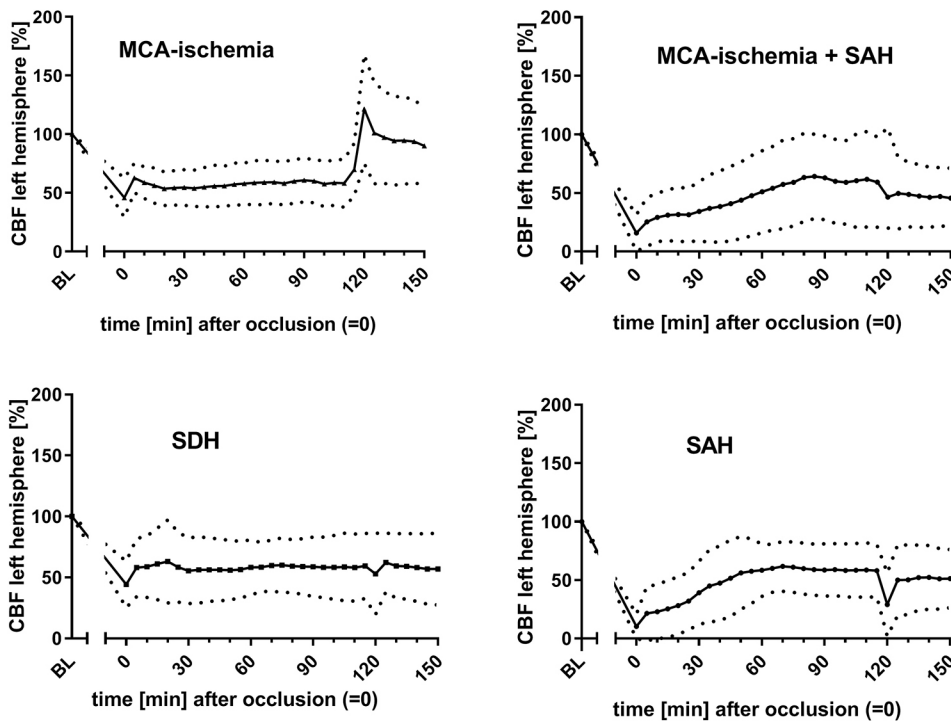 MCA-ischemia
CBF left hemisphere [%]
200
150
100
50
0
BL
0
30
60
90
120
150
time [min] after occlusion (=0)
MCA-ischemia + SAH
CBF left hemisphere [%]
200
150
100
50
0
BL
0
30
60
90
120
150
time [min] after occlusion (=0)
SDH
CBF left hemisphere [%]
200
150
100
50
0
BL
0
30
60
90
120
150
time [min] after occlusion (=0)
SAH
CBF left hemisphere [%]
200
150
100
50
0
BL
0
30
60
90
120
150
time [min] after occlusion (=0)